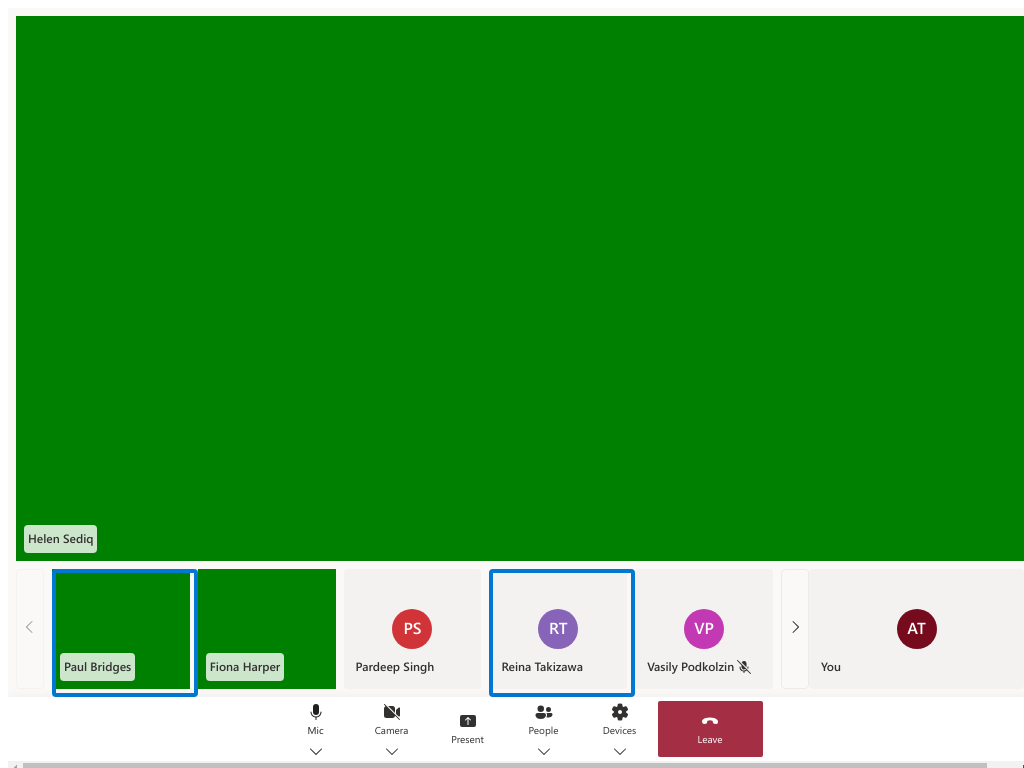 Helen Sediq
Paul Bridges
Fiona Harper
PS
Pardeep Singh
RT
Reina Takizawa
VP
Vasily Podkolzin
AT
You
Mic
Camera
Present
People
Devices
Leave